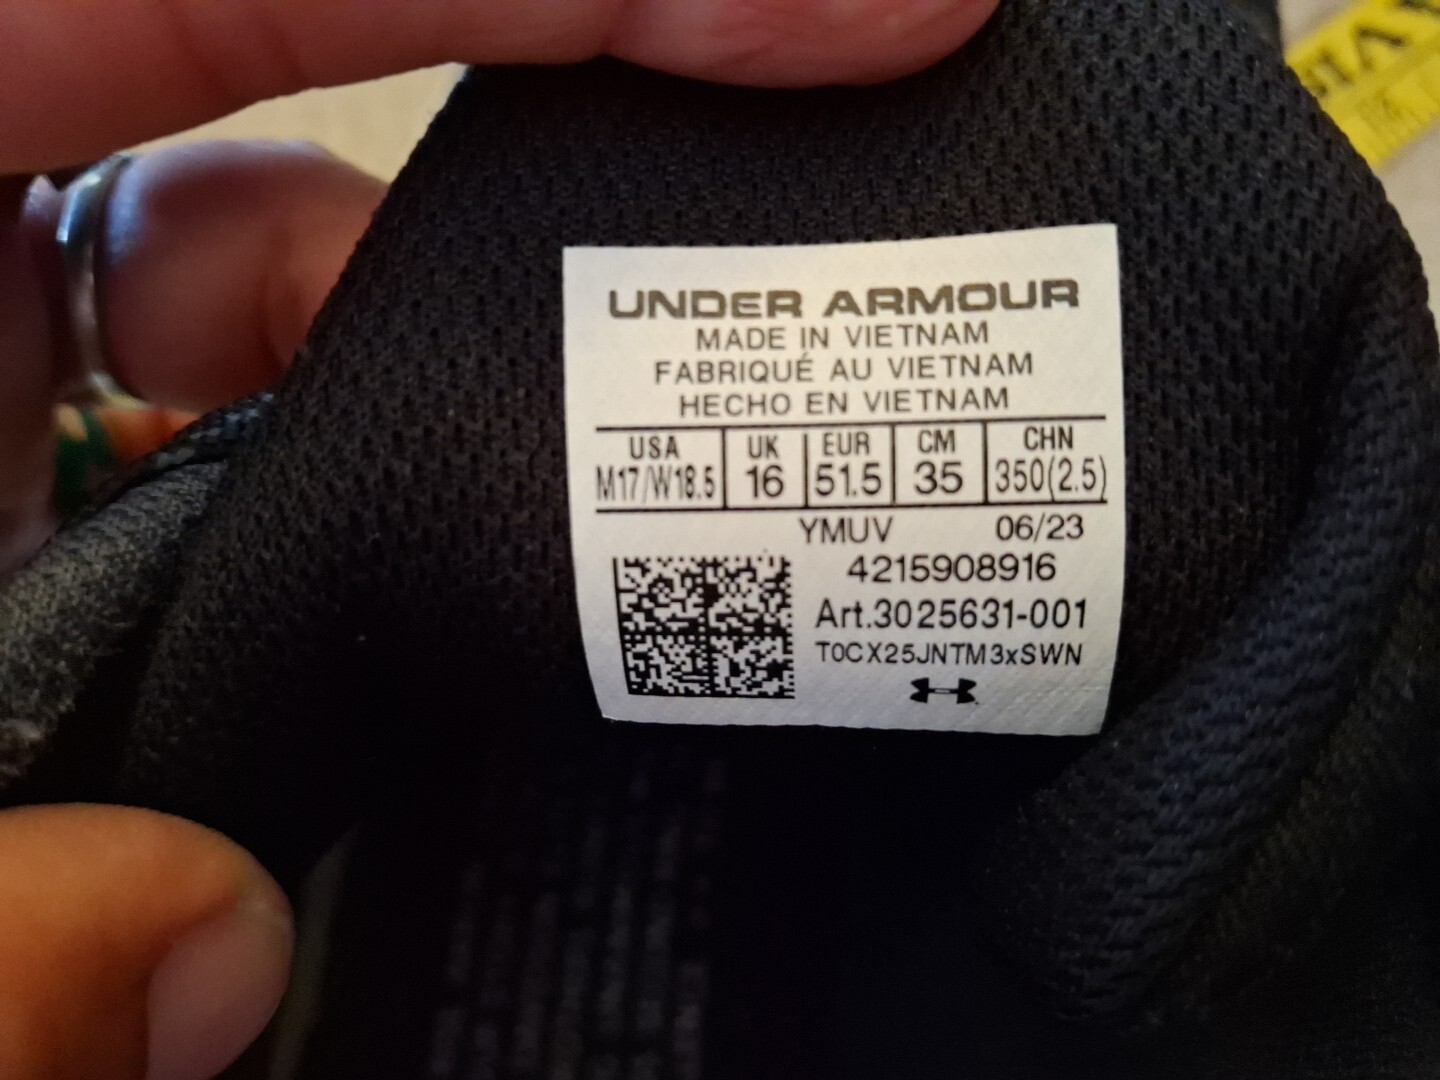 UNDER ARMOUR
MADE IN VIETNAM
FABRIQUÉ AU VIETNAM
HECHO EN VIETNAM
USA UK EUR CM CHN
M17/W18.5 16 51.5 35 350(2.5)
YMUV 06/23
4215908916
Art.3025631-001
T0CX25JNTM3xSWN